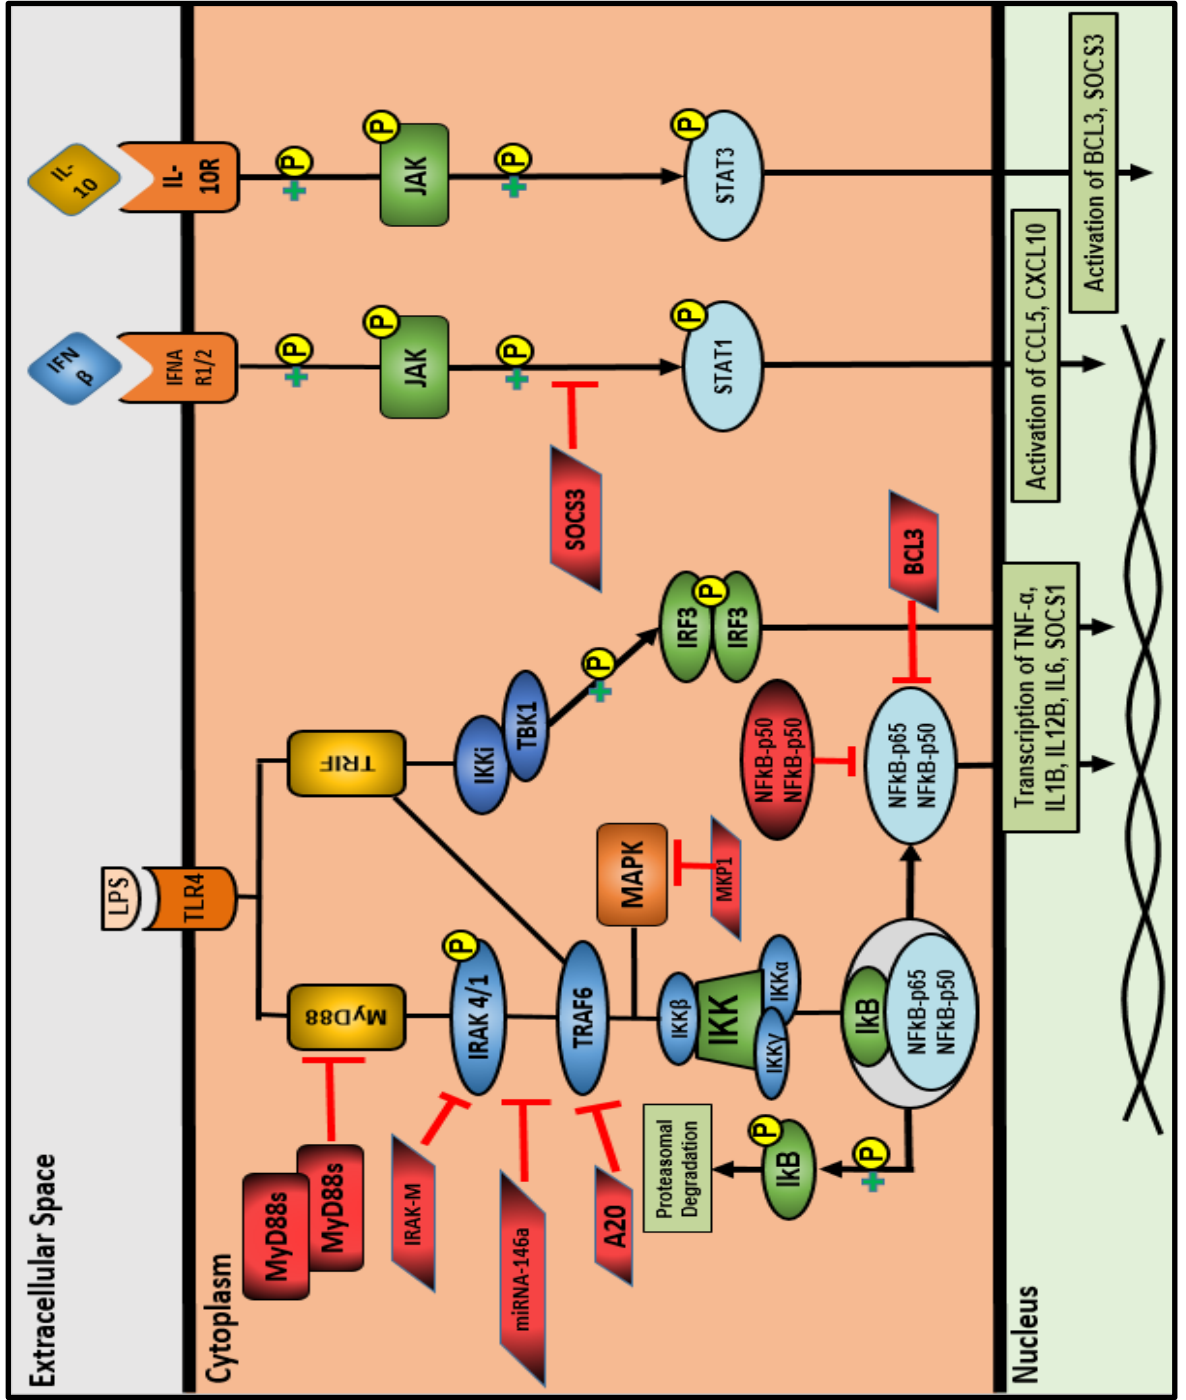 Extracellular Space
LPS
TLR4
IFN
β
IFNA
R1/2
IL-
10
IL-
10R
Cytoplasm
MyD88s
MyD88s
MyD88
TRIF
P
+
P
+
IRAK-M
IRAK 4/1
P
IKKi
TBK1
JAK
P
JAK
P
miRNA-146a
A20
TRAF6
MAPK
MKP1
P
+
SOCS3
P
+
P
+
Proteasomal
Degradation
IKKβ
IKK
IKKγ
IKKα
IRF3
IRF3
P
STAT1
P
STAT3
P
IkB
P
P
+
IkB
NFkB-p65
NFkB-p50
NFkB-p50
NFkB-p50
NFkB-p65
NFkB-p50
BCL3
Nucleus
Transcription of TNF-α,
IL1B, IL12B, IL6, SOCS1
Activation of CCL5, CXCL10
Activation of BCL3, SOCS3